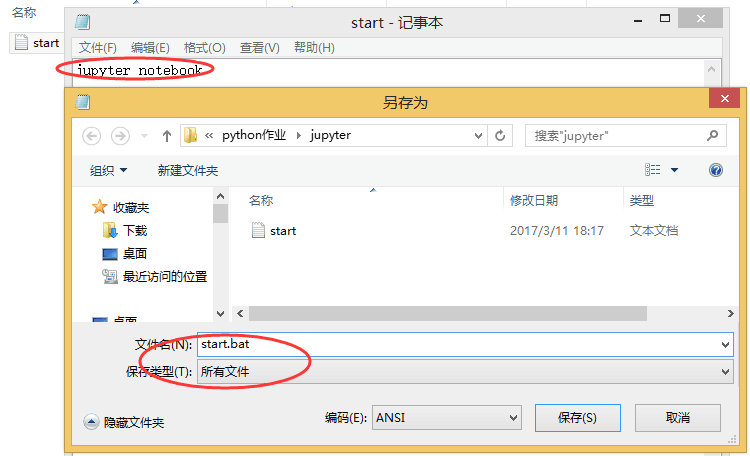 名称
start
start - 记事本
文件(F) 编辑(E) 格式(O) 查看(V) 帮助(H)
jupyter notebook
另存为
« python作业 jupyter
搜索"jupyter"
组织 新建文件夹
收藏夹
下载
桌面
最近访问的位置
桌面
名称 修改日期 类型
start 2017/3/11 18:17 文本文档
文件名(N): start.bat
保存类型(T): 所有文件
隐藏文件夹 编码(E): ANSI 保存(S) 取消